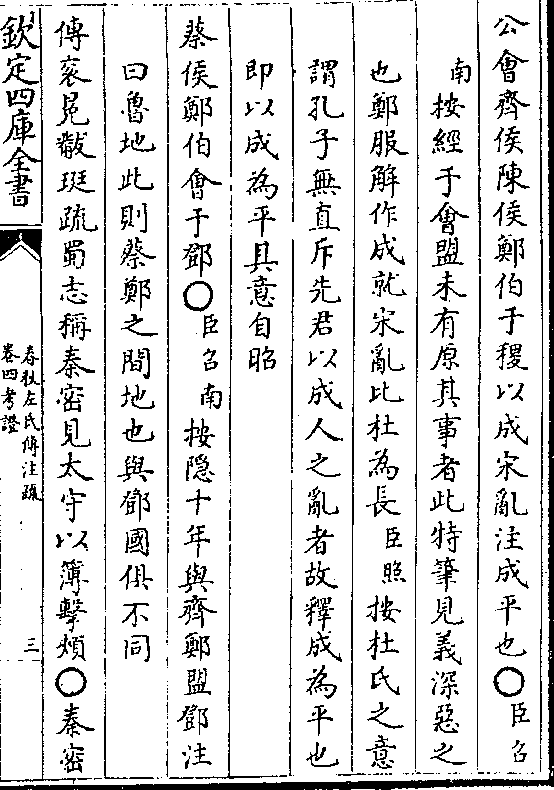 公會齊侯陳侯鄭伯于稷以成宋亂注成平也○臣召
南按經于會盟未有原其事者此特筆見義深惡之
也鄭服解作成就宋亂比杜為長臣照按杜氏之意
謂孔子無直斥先君以成人之亂者故釋成為平也
即以成為平其意自昭
蔡侯鄭伯會于鄧○臣召南按隐十年與齊鄭盟鄧注
曰魯地此則蔡鄭之間地也與鄧國俱不同
傳衮冕黻珽疏蜀志稱秦密見太守以簿擊頰○秦密
欽定四庫全書
春秋左氏傳注疏
卷四考證
三